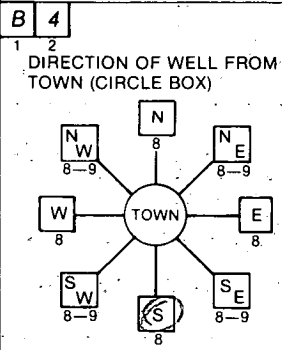 B 4
1 2
DIRECTION OF WELL FROM
TOWN (CIRCLE BOX)
N
8
N W
8-9
N E
8-9
W
8
TOWN
E
8
S W
8-9
S E
8-9
S
8